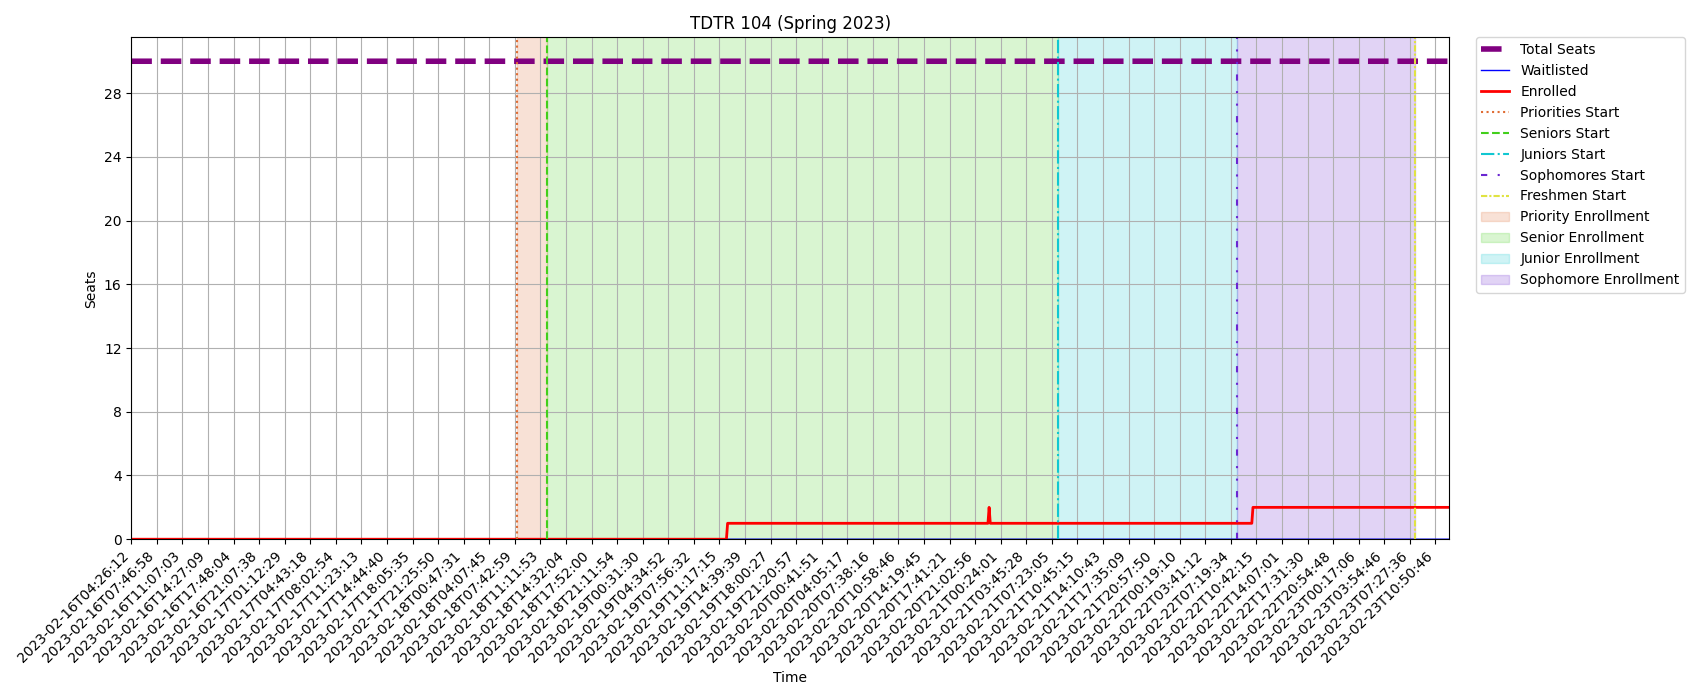 TDTR 104 (Spring 2023)
Seats
28
24
20
16
12
8
4
0
2023-02-16T04:26:12
2023-02-16T07:46:58
2023-02-16T11:07:03
2023-02-16T14:27:09
2023-02-16T17:48:04
2023-02-16T21:07:38
2023-02-17T01:12:29
2023-02-17T04:43:18
2023-02-17T08:02:54
2023-02-17T11:23:13
2023-02-17T14:44:40
2023-02-17T18:05:35
2023-02-17T21:25:50
2023-02-18T00:47:31
2023-02-18T04:07:45
2023-02-18T07:42:59
2023-02-18T11:11:53
2023-02-18T14:32:04
2023-02-18T17:52:00
2023-02-18T21:11:54
2023-02-19T00:31:30
2023-02-19T04:34:52
2023-02-19T07:56:32
2023-02-19T11:17:15
2023-02-19T14:39:39
2023-02-19T18:00:27
2023-02-19T21:20:57
2023-02-20T00:41:51
2023-02-20T04:05:17
2023-02-20T07:38:16
2023-02-20T10:58:46
2023-02-20T14:19:45
2023-02-20T17:41:21
2023-02-20T21:02:56
2023-02-21T00:24:01
2023-02-21T03:45:28
2023-02-21T07:23:05
2023-02-21T10:45:15
2023-02-21T14:10:43
2023-02-21T17:35:09
2023-02-21T20:57:50
2023-02-22T00:19:10
2023-02-22T03:41:12
2023-02-22T07:19:34
2023-02-22T10:42:15
2023-02-22T14:07:01
2023-02-22T17:31:30
2023-02-22T20:54:48
2023-02-23T00:17:06
2023-02-23T03:54:46
2023-02-23T07:27:36
2023-02-23T10:50:46
Time
Total Seats
Waitlisted
Enrolled
Priorities Start
Seniors Start
Juniors Start
Sophomores Start
Freshmen Start
Priority Enrollment
Senior Enrollment
Junior Enrollment
Sophomore Enrollment